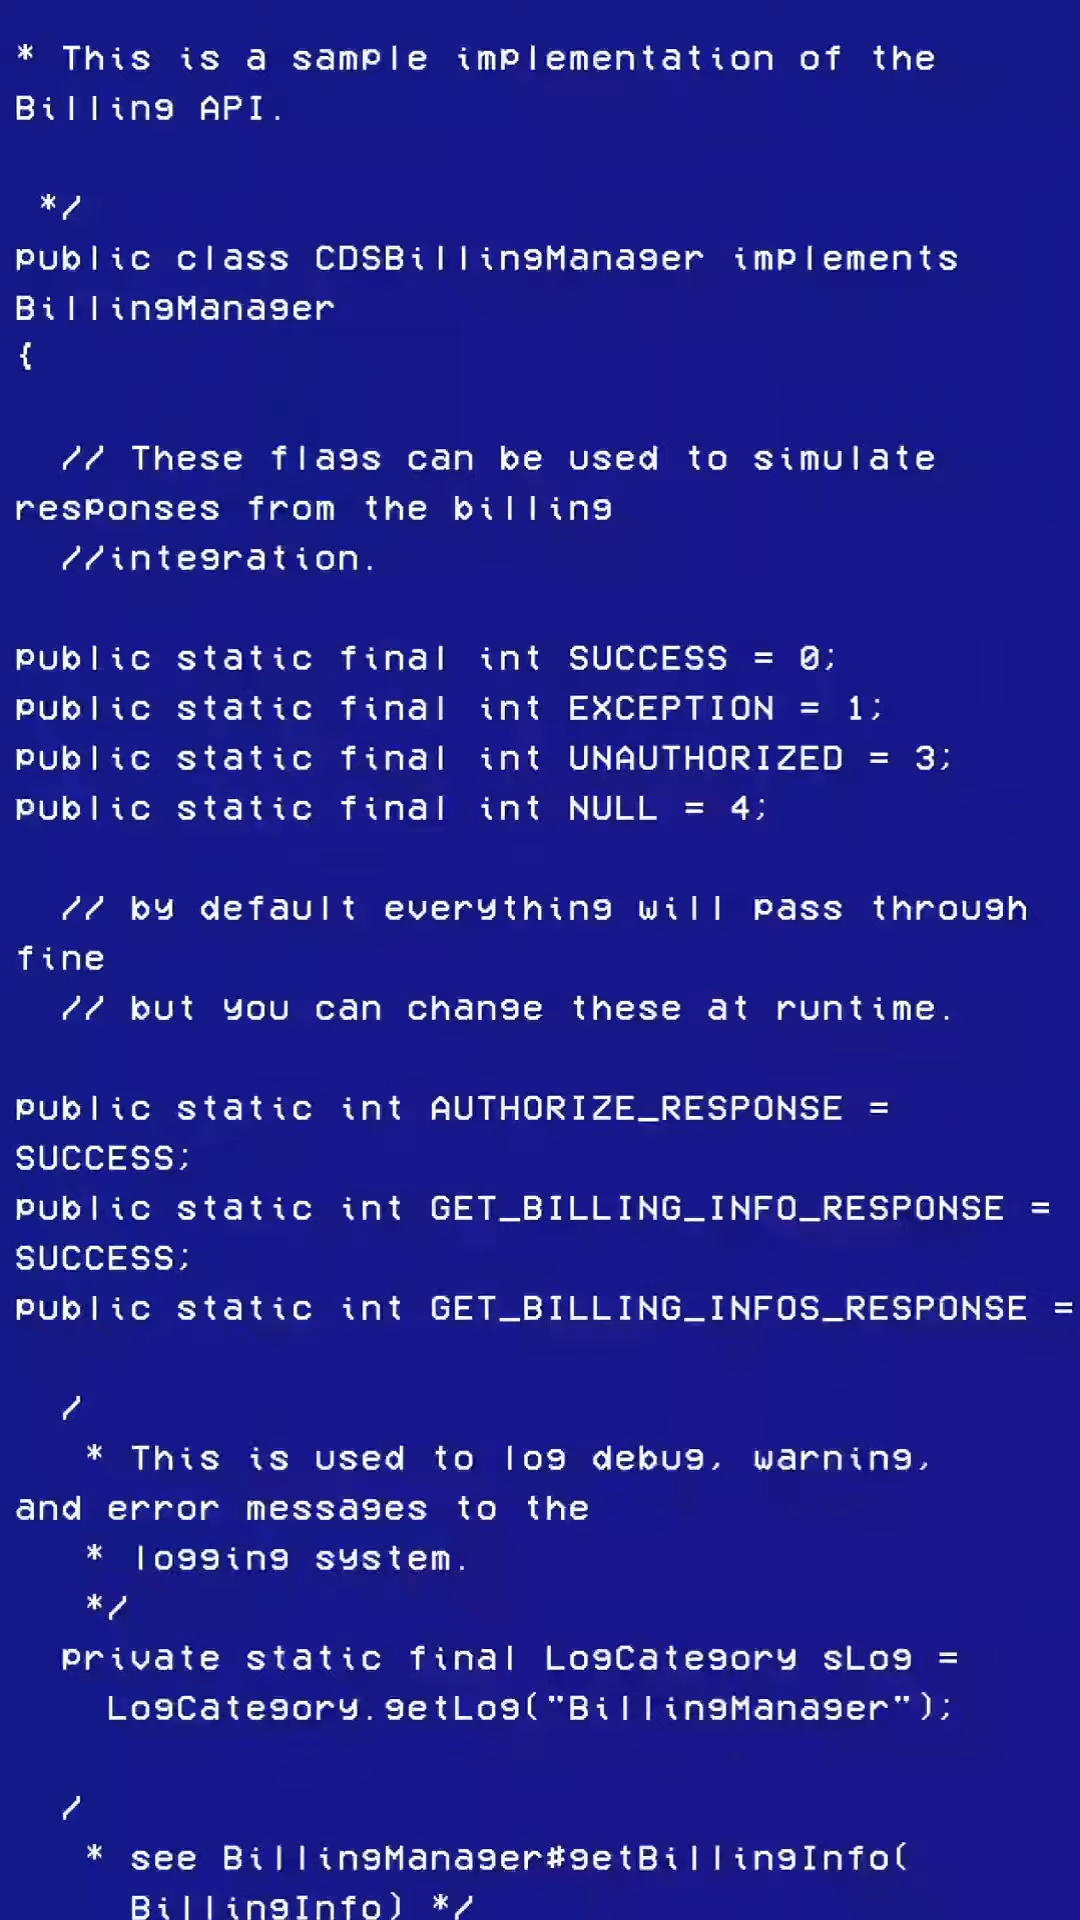 * This is a sample implementation of the
Billing API.
*/
public class CDSBillingManager implements
BillingManager
{
// These flags can be used to simulate
responses from the billing
//integration.
public static final int SUCCESS = 0;
public static final int EXCEPTION = 1;
public static final int UNAUTHORIZED = 3;
public static final int NULL = 4;
// by default everything will pass through
fine
// but you can change these at runtime.
public static int AUTHORIZE_RESPONSE =
SUCCESS;
public static int GET_BILLING_INFO_RESPONSE =
SUCCESS;
public static int GET_BILLING_INFOS_RESPONSE =
/
* This is used to log debug, warning,
and error messages to the
* logging system.
*/
private static final LogCategory sLog =
LogCategory.getLog("BillingManager");
/
* see BillingManager#getBillingInfo(
BillingInfo) */